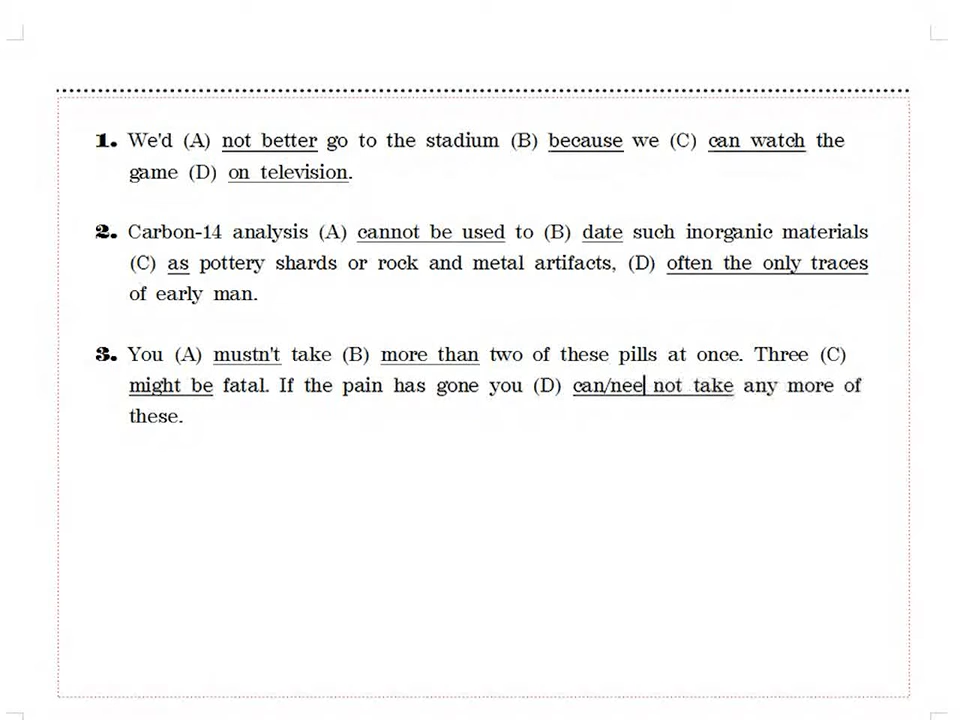 1. We'd (A) not better go to the stadium (B) because we (C) can watch the
game (D) on television.
2. Carbon-14 analysis (A) cannot be used to (B) date such inorganic materials
(C) as pottery shards or rock and metal artifacts, (D) often the only traces
of early man.
3. You (A) mustn't take (B) more than two of these pills at once. Three (C)
might be fatal. If the pain has gone you (D) can/nee not take any more of
these.